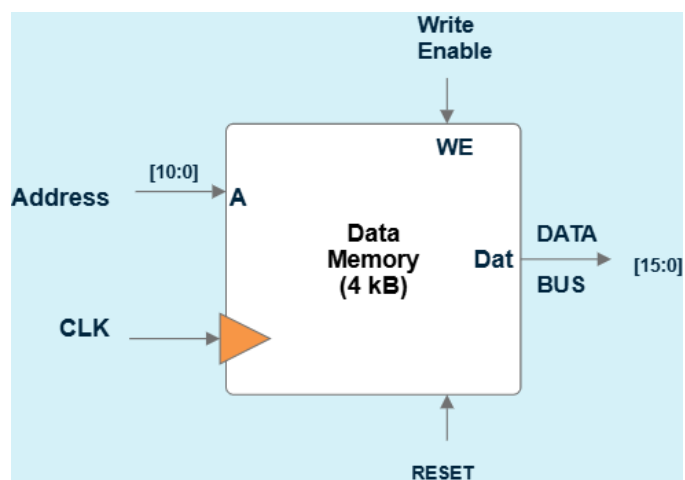 Write
Enable
WE
[10:0]
Address
A
Data
Memory
(4 kB)
Dat
DATA
BUS
[15:0]
CLK
RESET